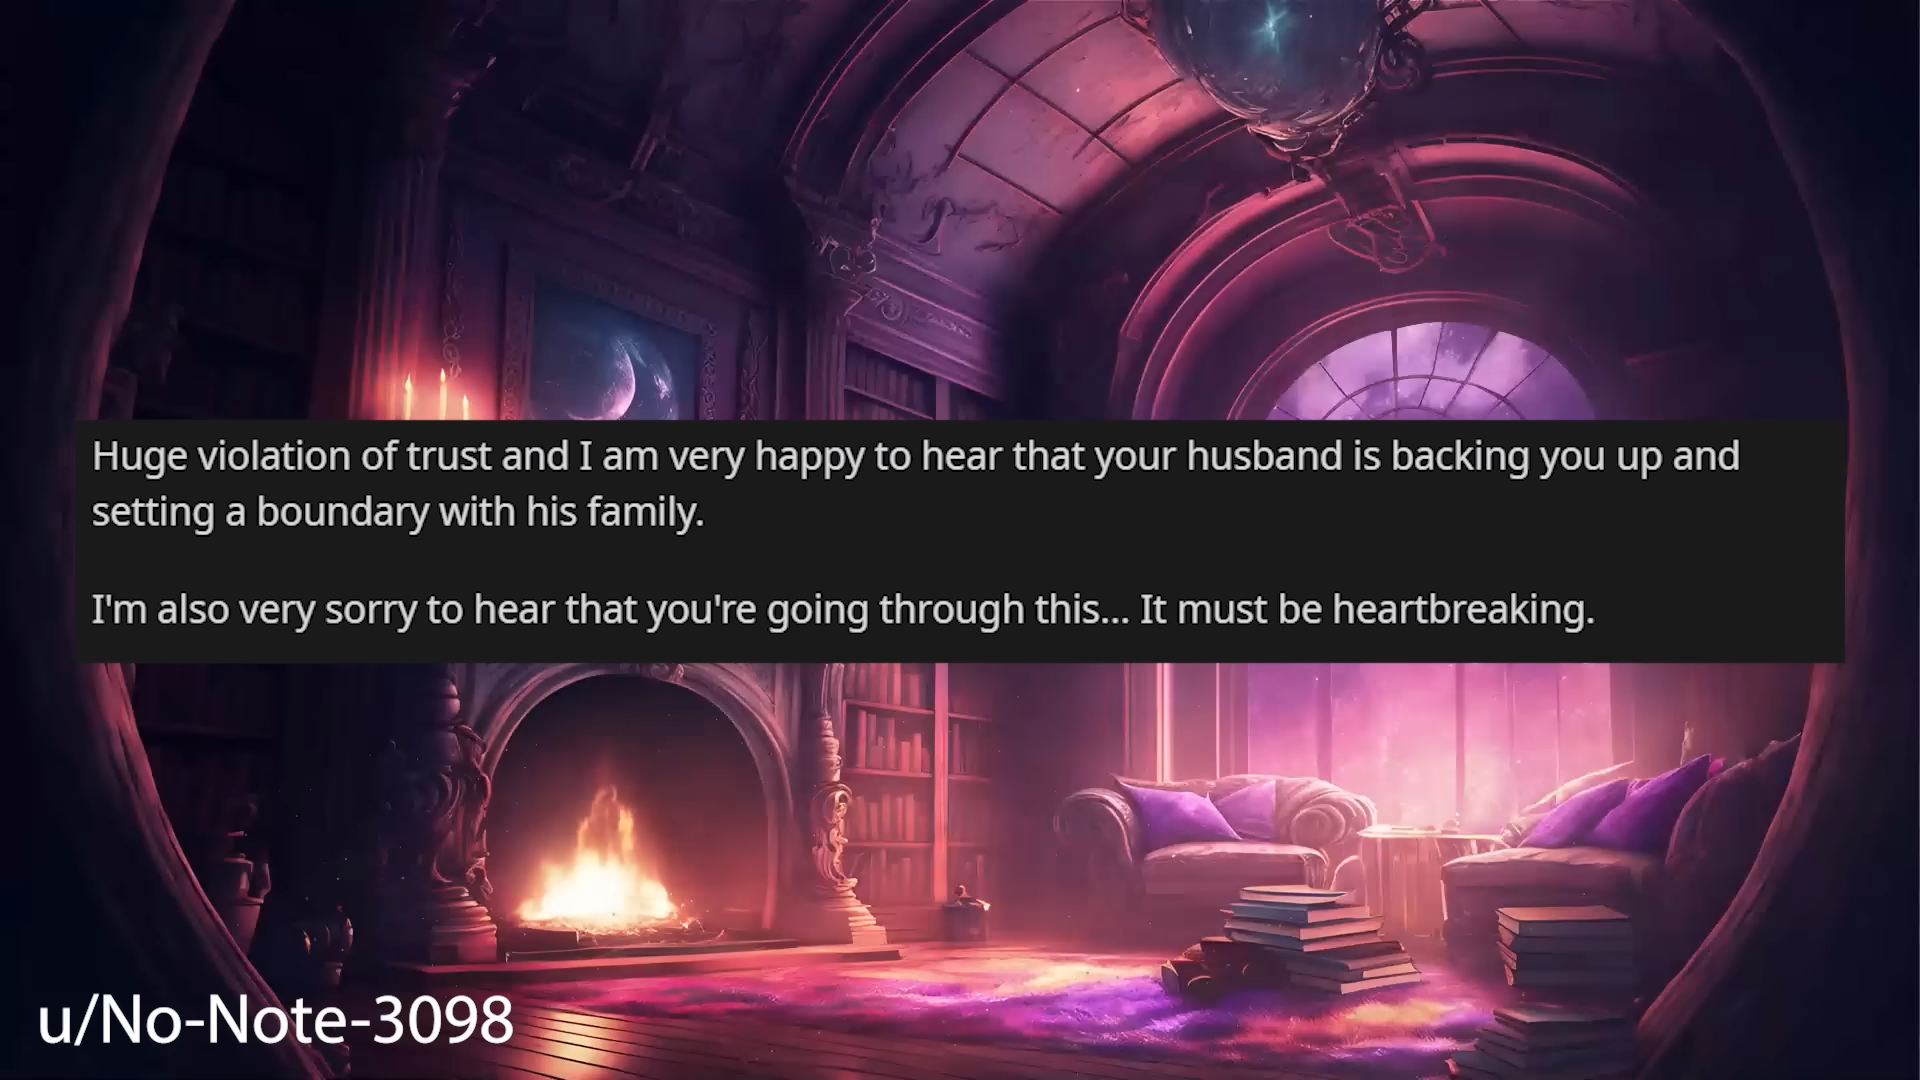 Huge violation of trust and I am very happy to hear that your husband is backing you up and
setting a boundary with his family.
I'm also very sorry to hear that you're going through this... It must be heartbreaking.
u/No-Note-3098